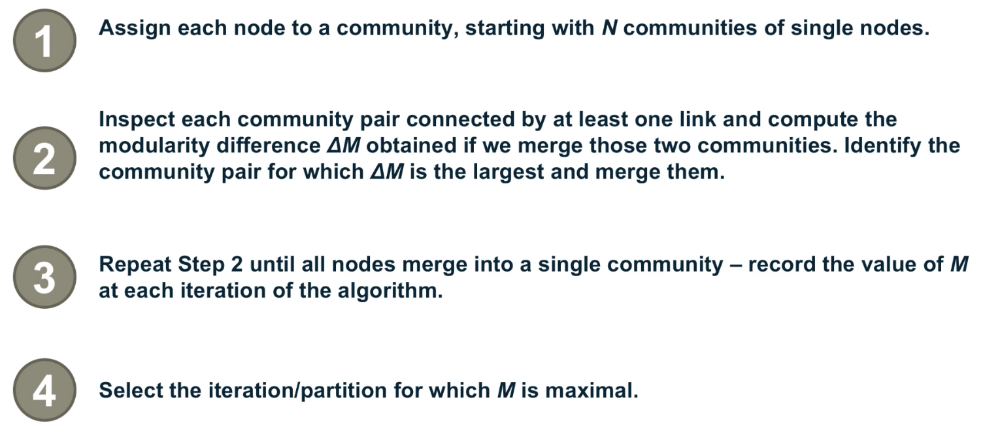 1
Assign each node to a community, starting with N communities of single nodes.
2
Inspect each community pair connected by at least one link and compute the
modularity difference ΔM obtained if we merge those two communities. Identify the
community pair for which ΔM is the largest and merge them.
3
Repeat Step 2 until all nodes merge into a single community – record the value of M
at each iteration of the algorithm.
4
Select the iteration/partition for which M is maximal.